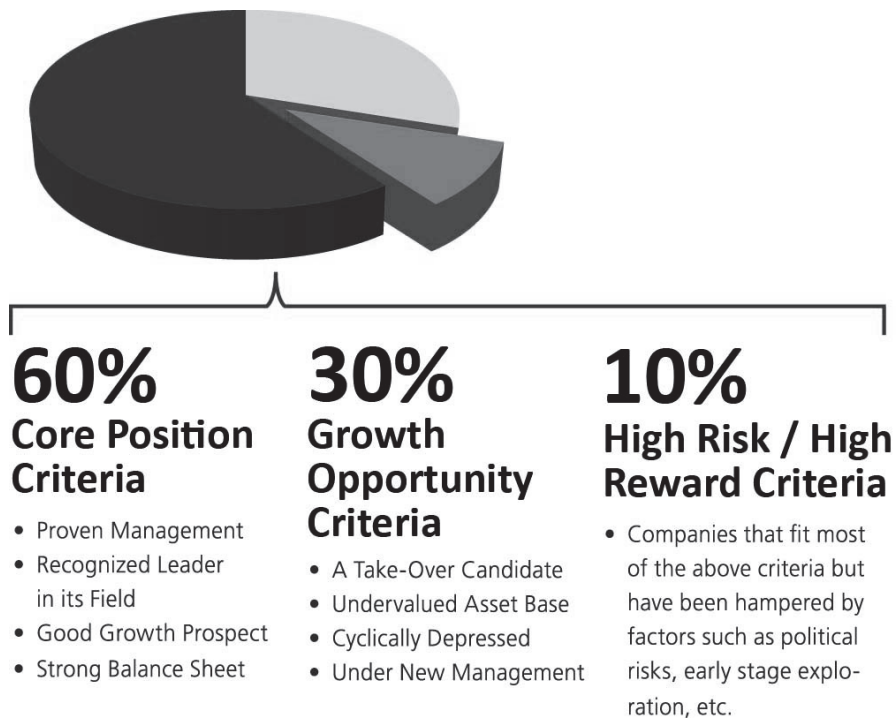 60%
Core Position
Criteria
• Proven Management
• Recognized Leader
in its Field
• Good Growth Prospect
• Strong Balance Sheet
30%
Growth
Opportunity
Criteria
• A Take-Over Candidate
• Undervalued Asset Base
• Cyclically Depressed
• Under New Management
10%
High Risk / High
Reward Criteria
• Companies that fit most
of the above criteria but
have been hampered by
factors such as political
risks, early stage explo-
ration, etc.